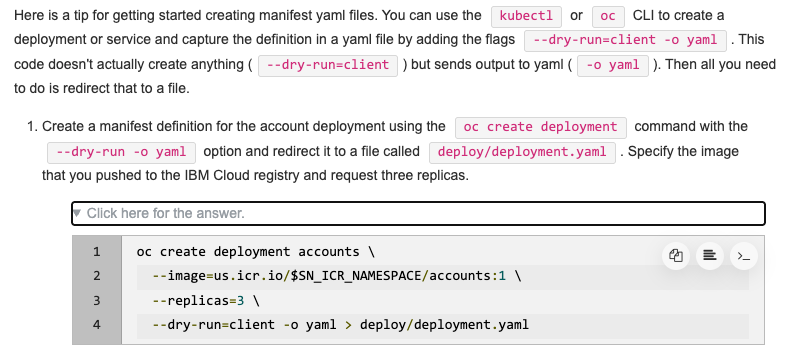 Here is a tip for getting started creating manifest yaml files. You can use the kubectl or oc CLI to create a
deployment or service and capture the definition in a yaml file by adding the flags --dry-run=client -o yaml . This
code doesn't actually create anything ( --dry-run=client ) but sends output to yaml ( -o yaml ). Then all you need
to do is redirect that to a file.
1. Create a manifest definition for the account deployment using the oc create deployment command with the
--dry-run -o yaml option and redirect it to a file called deploy/deployment.yaml . Specify the image
that you pushed to the IBM Cloud registry and request three replicas.
▼ Click here for the answer.
1 oc create deployment accounts \
2 --image=us.icr.io/$SN_ICR_NAMESPACE/accounts:1 \
3 --replicas=3 \
4 --dry-run=client -o yaml > deploy/deployment.yaml
>_